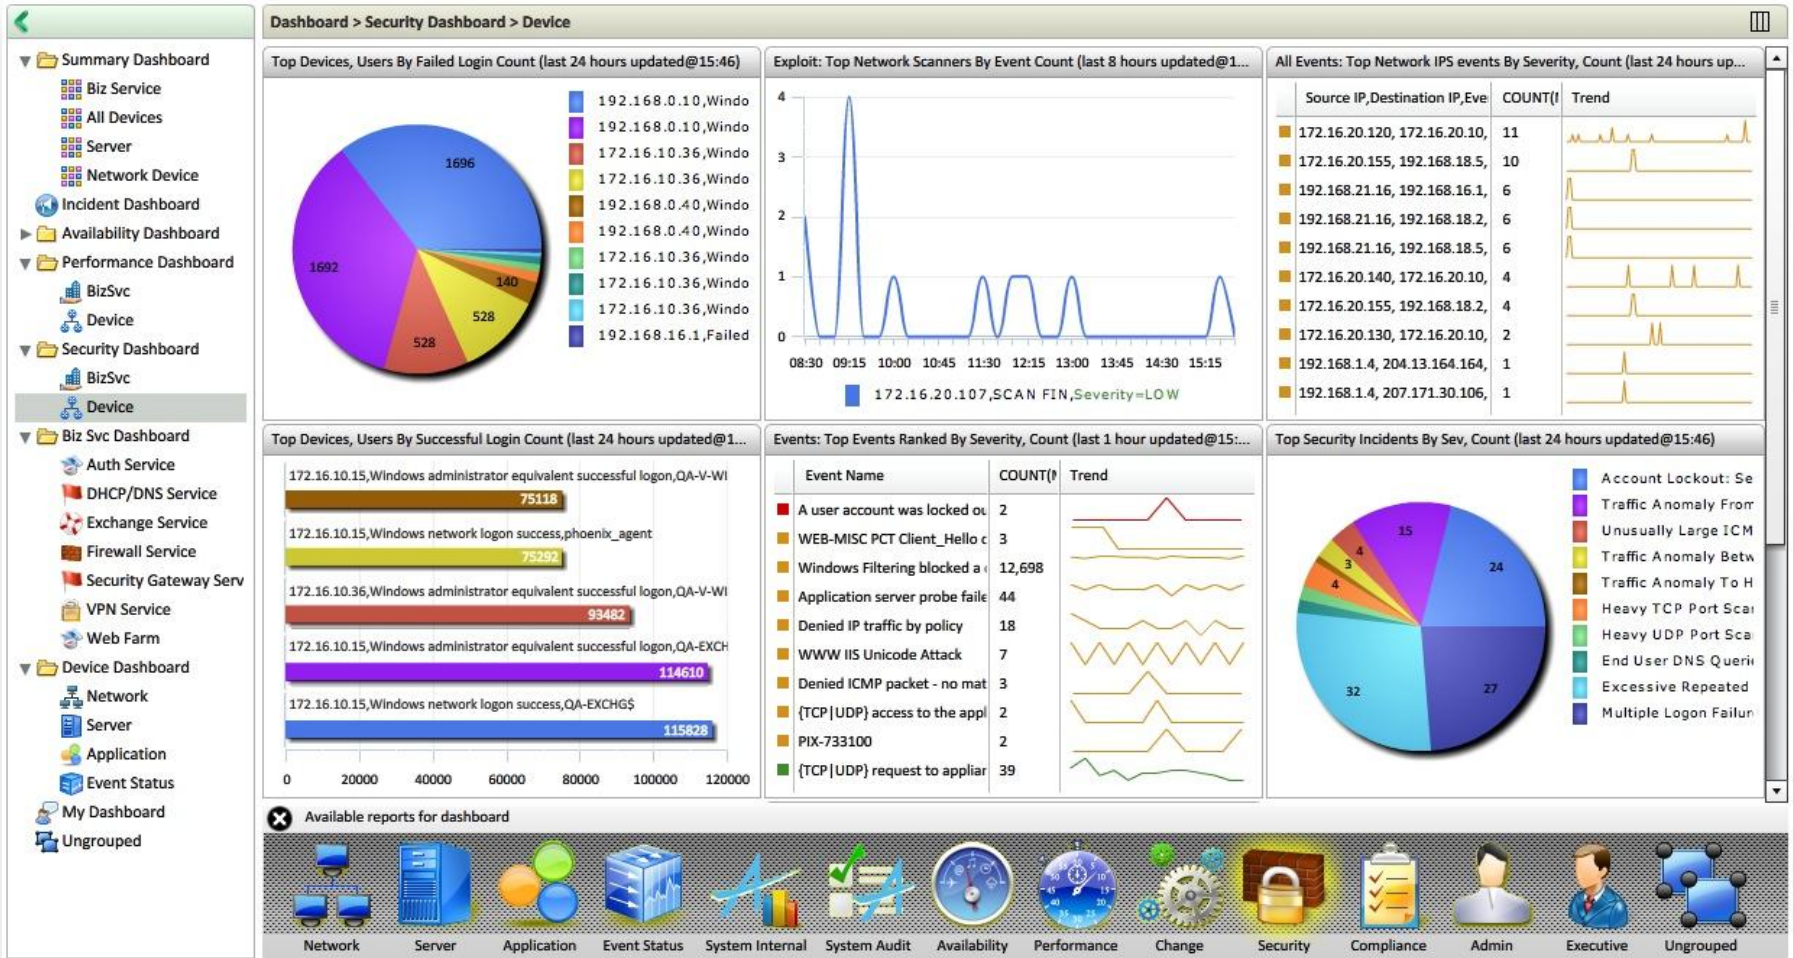 Dashboard > Security Dashboard > Device
Summary Dashboard
Biz Service
All Devices
Server
Network Device
Incident Dashboard
Availability Dashboard
Performance Dashboard
BizSvc
Device
Security Dashboard
BizSvc
Device
Biz Svc Dashboard
Auth Service
DHCP/DNS Service
Exchange Service
Firewall Service
Security Gateway Serv
VPN Service
Web Farm
Device Dashboard
Network
Server
Application
Event Status
My Dashboard
Ungrouped
Top Devices, Users By Failed Login Count (last 24 hours updated@15:46)
1696
1692
528
528
140
192.168.0.10,Windo
192.168.0.10,Windo
172.16.10.36,Windo
172.16.10.36,Windo
192.168.0.40,Windo
192.168.0.40,Windo
172.16.10.36,Windo
172.16.10.36,Windo
172.16.10.36,Windo
192.168.16.1,Failed
Exploit: Top Network Scanners By Event Count (last 8 hours updated@1...
4
3
2
1
0
08:30 09:15 10:00 10:45 11:30 12:15 13:00 13:45 14:30 15:15
172.16.20.107,SCAN FIN,Severity=LOW
All Events: Top Network IPS events By Severity, Count (last 24 hours up...
Source IP,Destination IP,Eve COUNT( Trend
172.16.20.120, 172.16.20.10, 11
172.16.20.155, 192.168.18.5, 10
192.168.21.16, 192.168.16.1, 6
192.168.21.16, 192.168.18.2, 6
192.168.21.16, 192.168.18.5, 6
172.16.20.140, 172.16.20.10, 4
172.16.20.155, 192.168.18.2, 4
172.16.20.130, 172.16.20.10, 2
192.168.1.4, 204.13.164.164, 1
192.168.1.4, 207.171.30.106, 1
Top Devices, Users By Successful Login Count (last 24 hours updated@1...
172.16.10.15,Windows administrator equivalent successful logon,QA-V-WI
75118
172.16.10.15,Windows network logon success,phoenix_agent
75292
172.16.10.36,Windows administrator equivalent successful logon,QA-V-WI
93482
172.16.10.15,Windows administrator equivalent successful logon,QA-EXCH
114610
172.16.10.15,Windows network logon success,QA-EXCHG$
115828
0 20000 40000 60000 80000 100000 120000
Events: Top Events Ranked By Severity, Count (last 1 hour updated@15:...
Event Name COUNT( Trend
A user account was locked ou 2
WEB-MISC PCT Client_Hello 3
Windows Filtering blocked a 12,698
Application server probe faile 44
Denied IP traffic by policy 18
WWW IIS Unicode Attack 7
Denied ICMP packet - no mat 3
{TCP|UDP} access to the appl 2
PIX-733100 2
{TCP|UDP} request to appliar 39
Top Security Incidents By Sev, Count (last 24 hours updated@15:46)
15
24
4
3
4
32
27
Account Lockout: Se
Traffic Anomaly From
Unusually Large ICM
Traffic Anomaly Betw
Traffic Anomaly To H
Heavy TCP Port Scar
Heavy UDP Port Sca
End User DNS Queri
Excessive Repeated
Multiple Logon Failur
Available reports for dashboard
Network Server Application Event Status System Internal System Audit Availability Performance Change Security Compliance Admin Executive Ungrouped